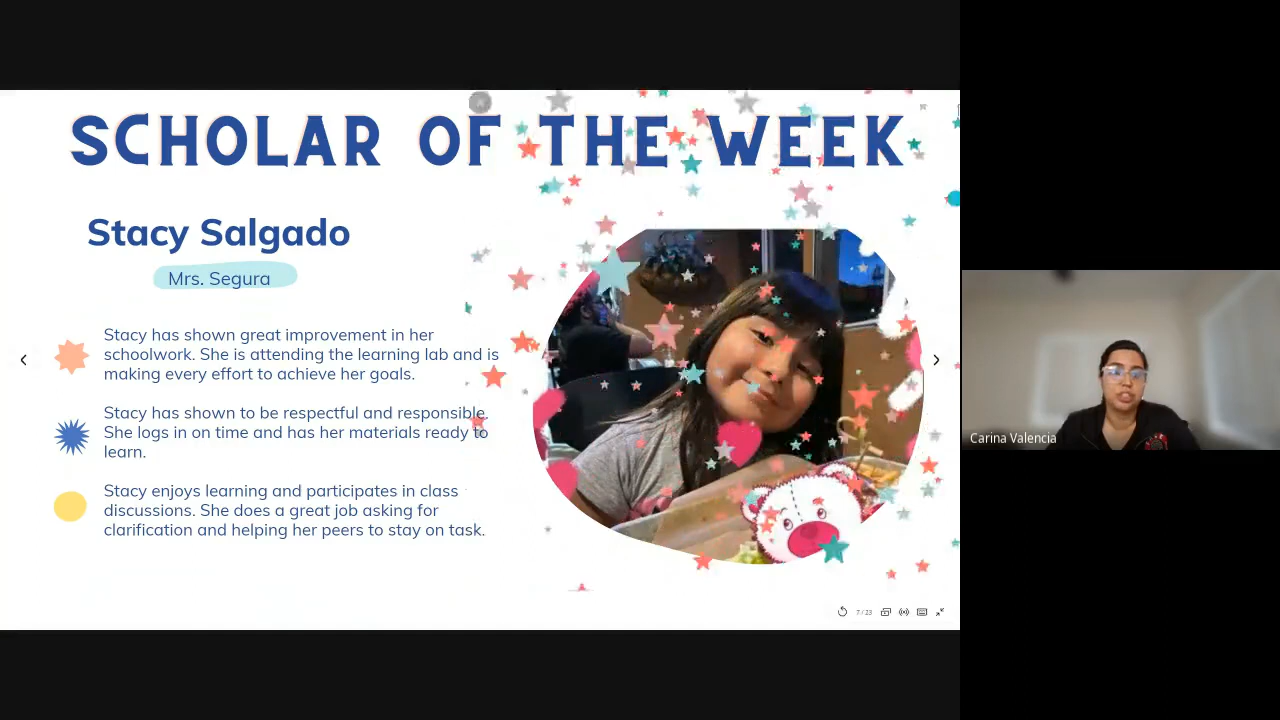 SCHOLAR OF THE WEEK
Stacy Salgado
Mrs. Segura
Stacy has shown great improvement in her
schoolwork. She is attending the learning lab and is
making every effort to achieve her goals.
Stacy has shown to be respectful and responsible.
She logs in on time and has her materials ready to
learn.
Stacy enjoys learning and participates in class
discussions. She does a great job asking for
clarification and helping her peers to stay on task.
7 / 23
Carina Valencia